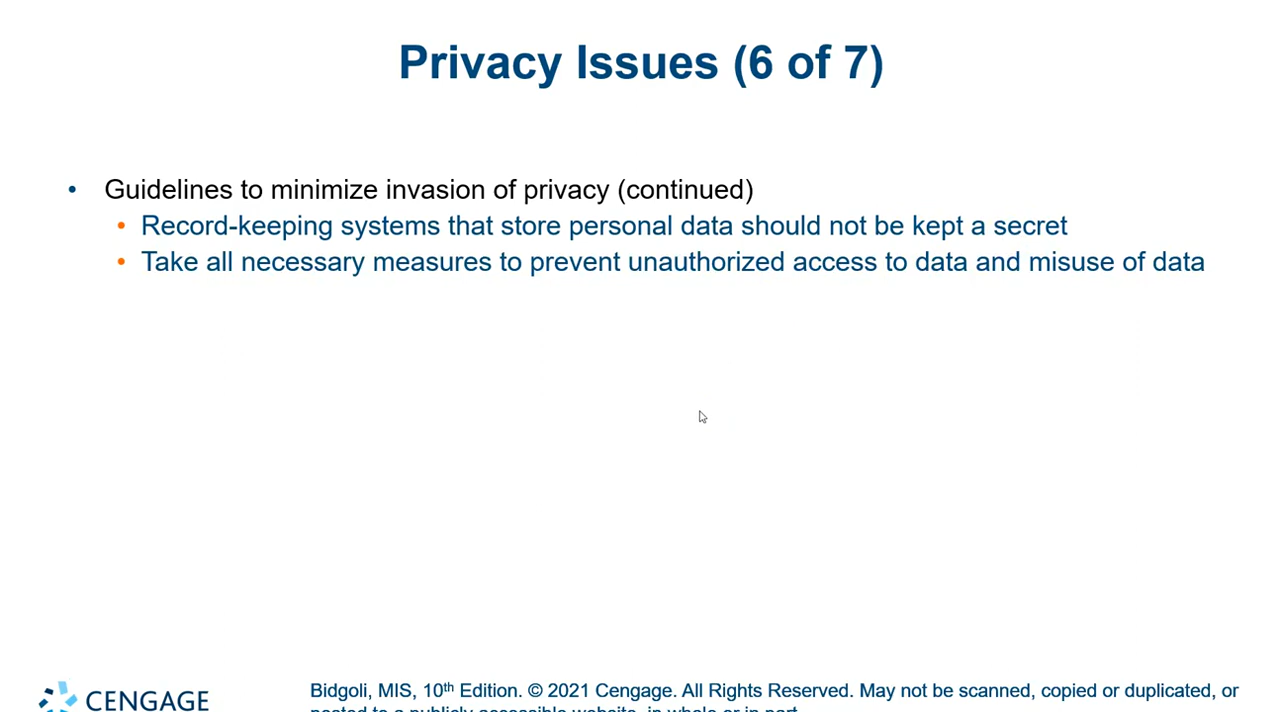 Privacy Issues (6 of 7)
• Guidelines to minimize invasion of privacy (continued)
• Record-keeping systems that store personal data should not be kept a secret
• Take all necessary measures to prevent unauthorized access to data and misuse of data
CENGAGE
Bidgoli, MIS, 10th Edition. © 2021 Cengage. All Rights Reserved. May not be scanned, copied or duplicated, or
posted to a publicly accessible website, in whole or in part.